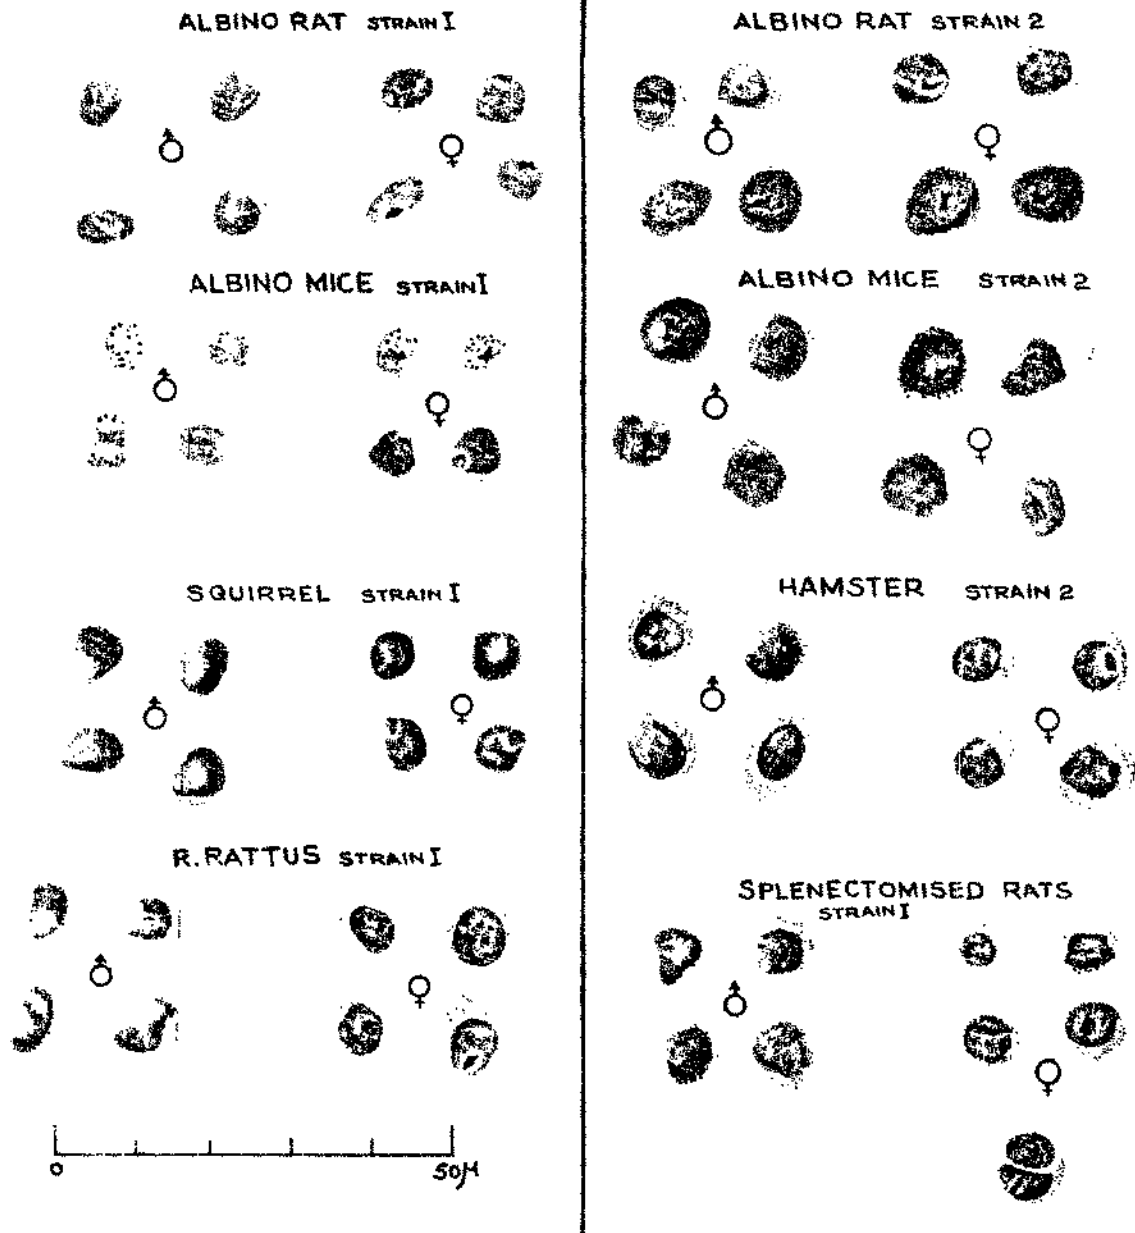 ALBINO RAT STRAIN I
♂ ♀
ALBINO MICE STRAIN I
♂ ♀
SQUIRREL STRAIN I
♂ ♀
R. RATTUS STRAIN I
♂ ♀
0 50µ
ALBINO RAT STRAIN 2
♂ ♀
ALBINO MICE STRAIN 2
♂ ♀
HAMSTER STRAIN 2
♂ ♀
SPLENECTOMISED RATS
STRAIN I
♂ ♀